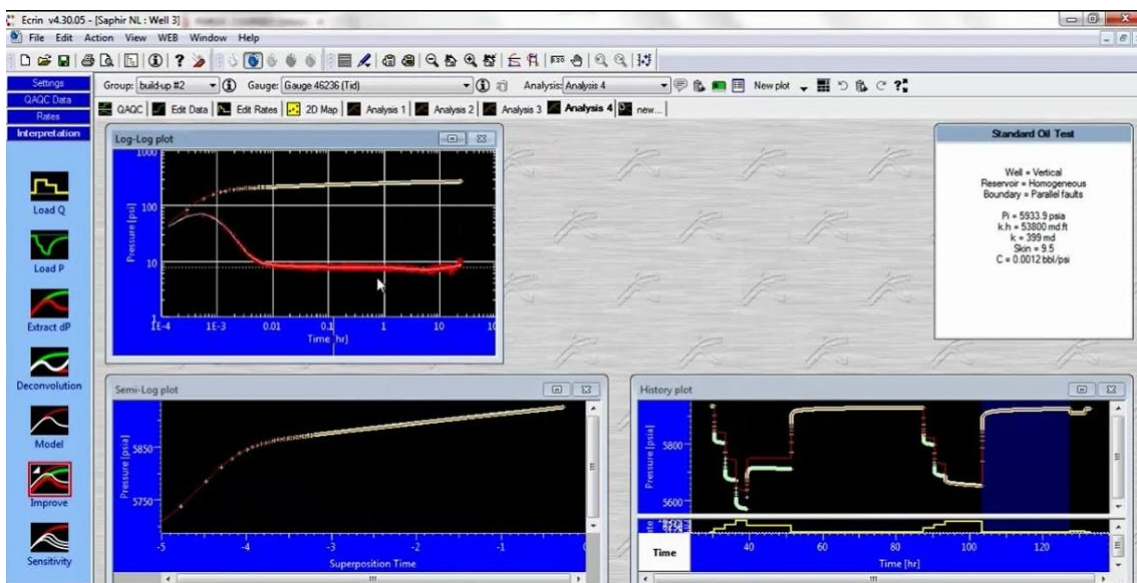 Ecrin v4.30.05 - [Saphir NL : Well 3]
File Edit Action View WEB Window Help
Settings
QAQC Data
Rates
Interpretation
Load Q
Load P
Extract dP
Deconvolution
Model
Improve
Sensitivity
Group: build-up #2 Gauge: Gauge 46236 (Tid) Analysis: Analysis 4 New plot
QAQC Edit Data Edit Rates 2D Map Analysis 1 Analysis 2 Analysis 3 Analysis 4 new...
Log-Log plot
Pressure [psi]
1000
100
10
1
1E-4 1E-3 0.01 0.1 1 10
Time [hr]
Standard Oil Test
Well = Vertical
Reservoir = Homogeneous
Boundary = Parallel faults
Pi = 5933.9 psia
k.h = 53800 md.ft
k = 399 md
Skin = 9.5
C = 0.0012 bbl/psi
Semi-Log plot
Pressure [psia]
5850
5750
-5 -4 -3 -2 -1 0
Superposition Time
History plot
Pressure [psia]
5800
5600
Time
40 60 80 100 120
Time [hr]